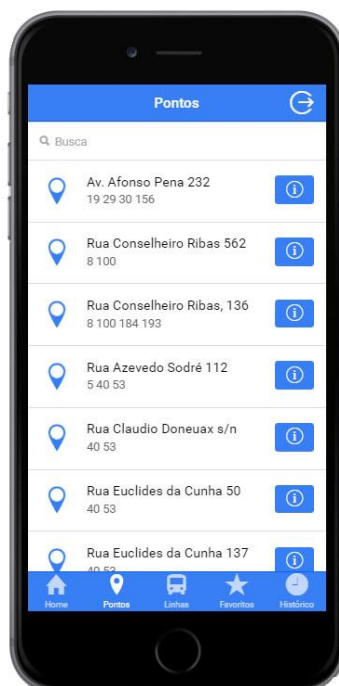 Pontos
Busca
Av. Afonso Pena 232
19 29 30 156
Rua Conselheiro Ribas 562
8 100
Rua Conselheiro Ribas, 136
8 100 184 193
Rua Azevedo Sodré 112
5 40 53
Rua Claudio Doneuax s/n
40 53
Rua Euclides da Cunha 50
40 53
Rua Euclides da Cunha 137
40 53
Home Pontos Linhas Favoritos Histórico